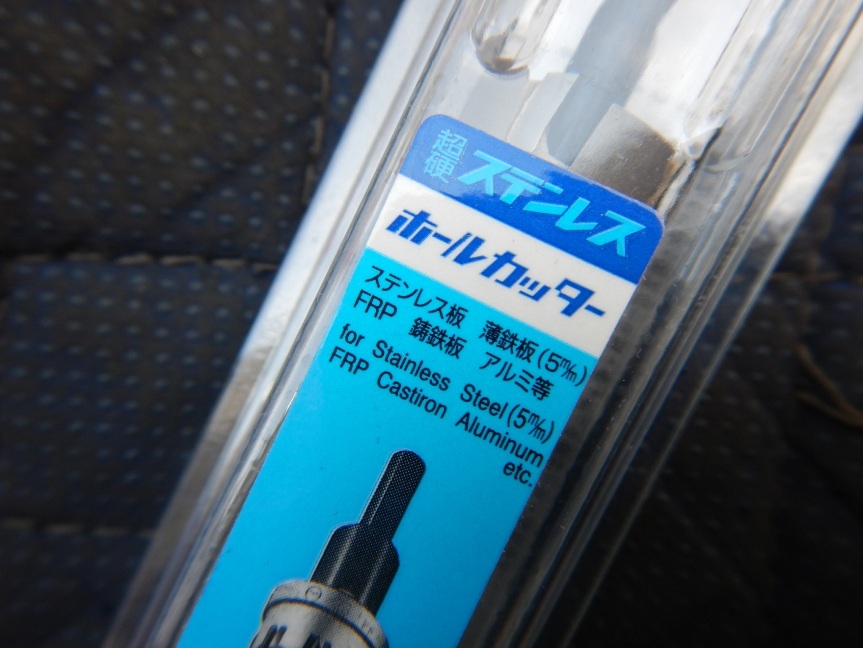 超硬 ステンレス
ホールカッター
ステンレス板 薄鉄板(5m/m)
FRP 鋳鉄板 アルミ等
for Stainless Steel(5m/m)
FRP Castiron Aluminum
etc.